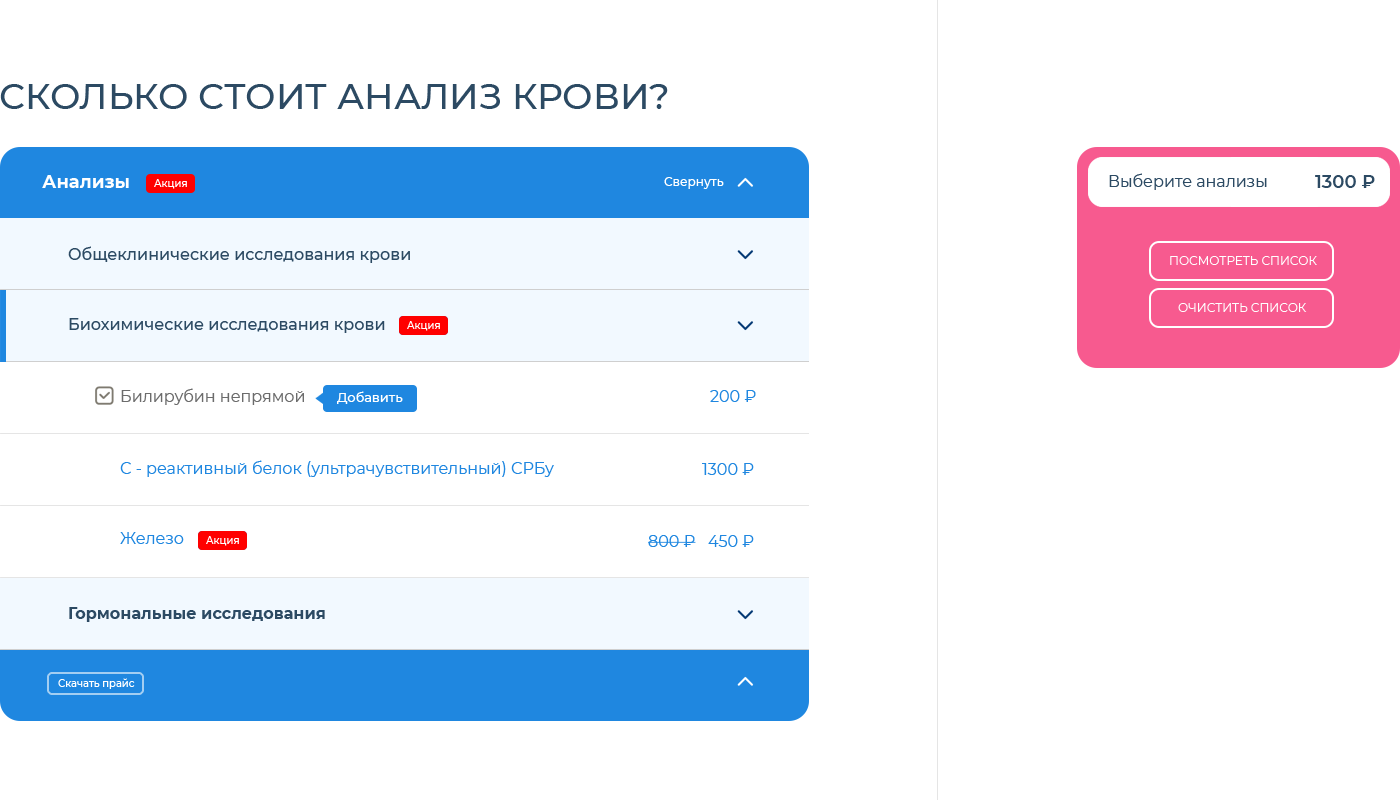 СКОЛЬКО СТОИТ АНАЛИЗ КРОВИ?
Анализы Акция Свернуть
Общеклинические исследования крови
Биохимические исследования крови Акция
Билирубин непрямой Добавить 200 ₽
С - реактивный белок (ультрачувствительный) СРБу 1300 ₽
Железо Акция 800 ₽ 450 ₽
Гормональные исследования
Скачать прайс
Выберите анализы 1300 ₽
ПОСМОТРЕТЬ СПИСОК
ОЧИСТИТЬ СПИСОК